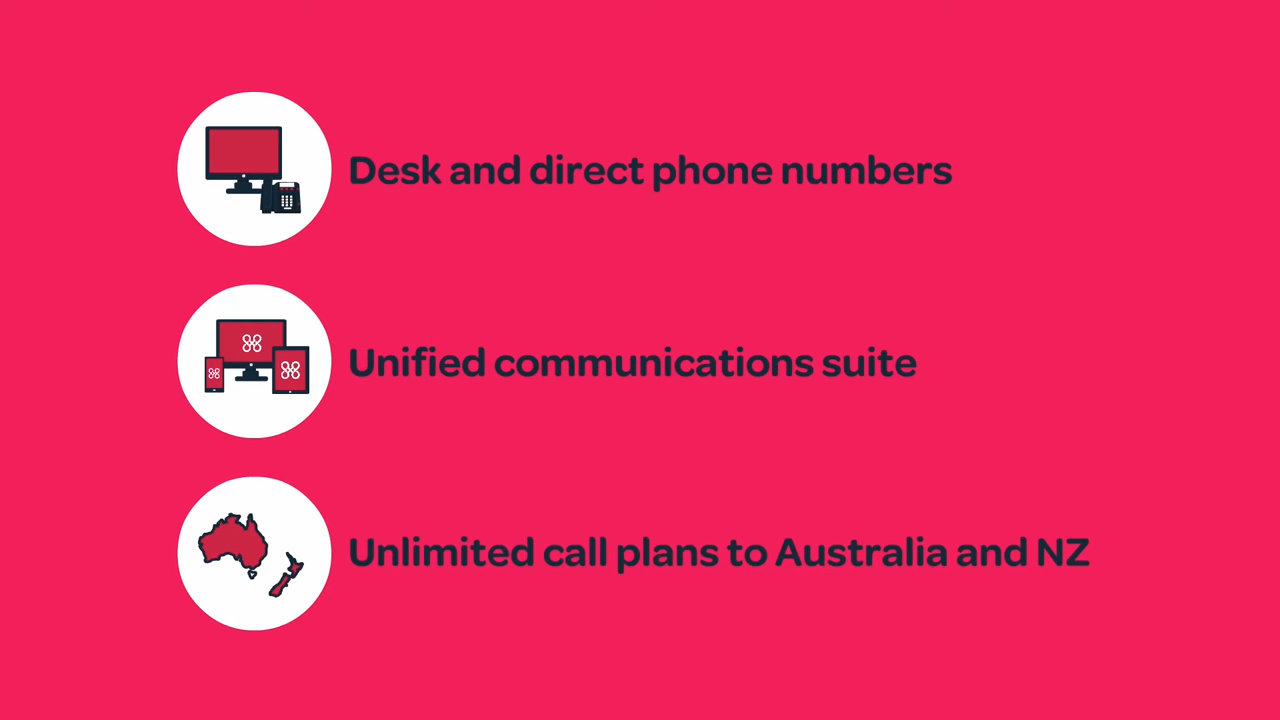 Desk and direct phone numbers
Unified communications suite
Unlimited call plans to Australia and NZ